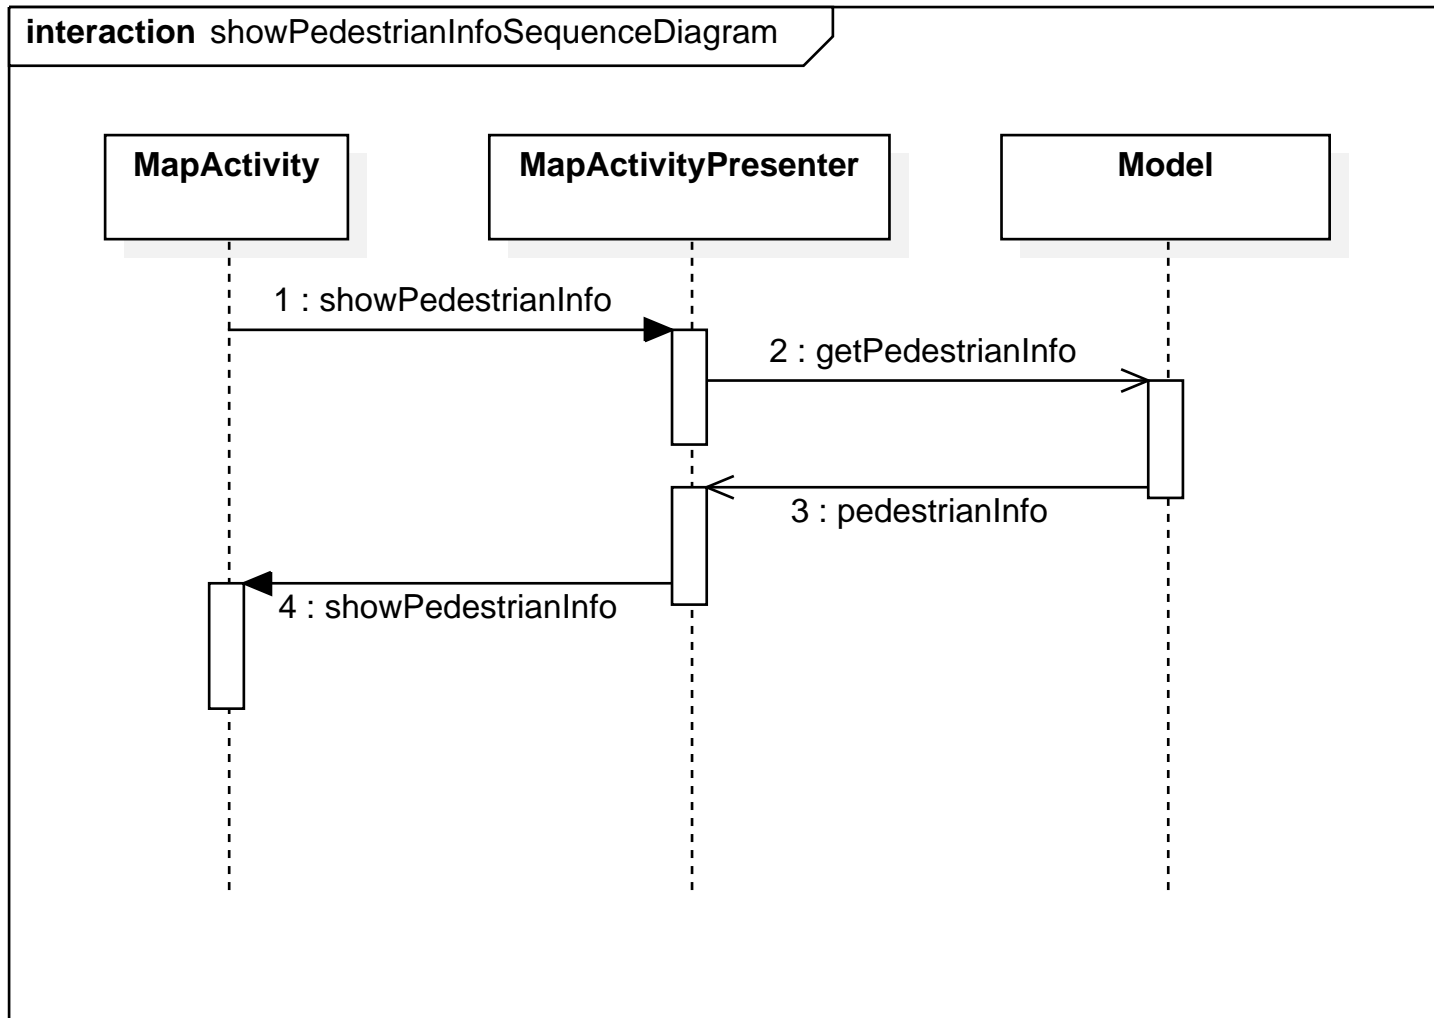 interaction showPedestrianInfoSequenceDiagram
MapActivity
MapActivityPresenter
Model
1 : showPedestrianInfo
2 : getPedestrianInfo
3 : pedestrianInfo
4 : showPedestrianInfo